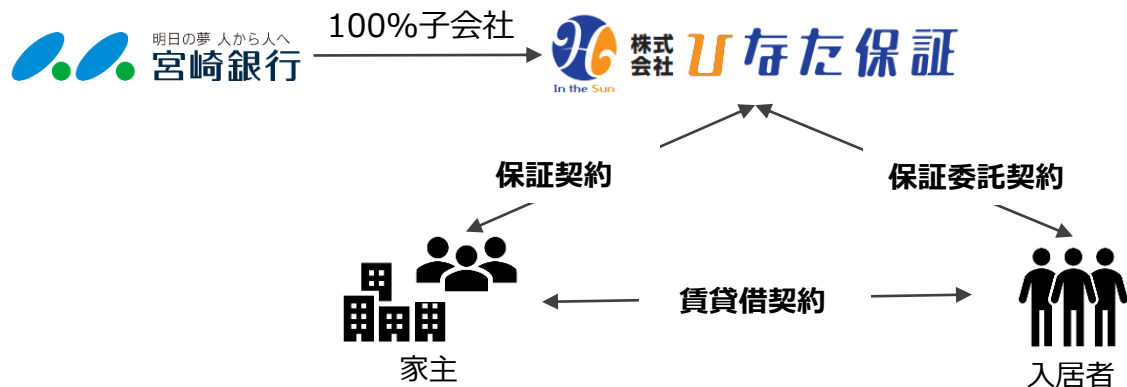 明日の夢 人から人へ
宮崎銀行
100%子会社
In the Sun
株式
会社
ひなた保証
保証契約
保証委託契約
賃貸借契約
家主
入居者